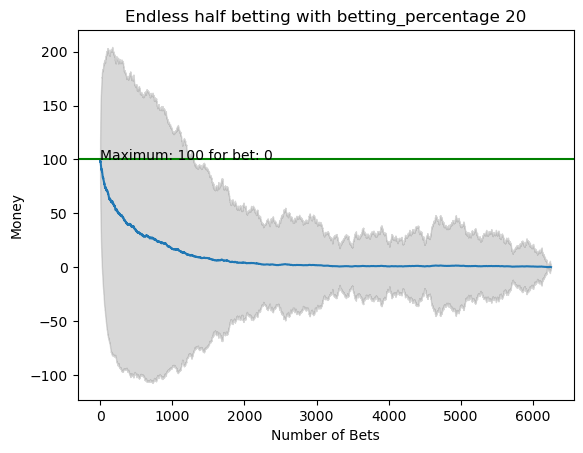 Endless half betting with betting_percentage 20
200
150
Maximum: 100 for bet: 0
100
50
0
−50
−100
Money
0 1000 2000 3000 4000 5000 6000
Number of Bets